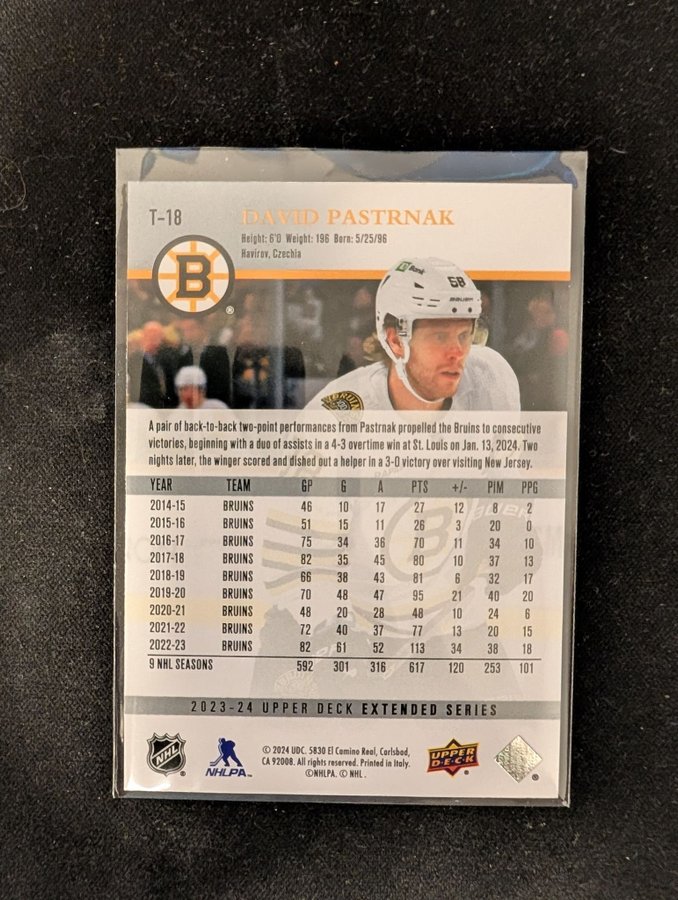 T-18
DAVID PASTRNAK
Height: 6'0 Weight: 196 Born: 5/25/96
Havirov, Czechia
B
®
Bank
58
BAUER
BRUINS
A pair of back-to-back two-point performances from Pastrnak propelled the Bruins to consecutive
victories, beginning with a duo of assists in a 4-3 overtime win at St. Louis on Jan. 13, 2024. Two
nights later, the winger scored and dished out a helper in a 3-0 victory over visiting New Jersey.
YEAR TEAM GP G A PTS +/- PIM PPG
2014-15 BRUINS 46 10 17 27 12 8 2
2015-16 BRUINS 51 15 11 26 3 20 0
2016-17 BRUINS 75 34 36 70 11 34 10
2017-18 BRUINS 82 35 45 80 10 37 13
2018-19 BRUINS 66 38 43 81 6 32 17
2019-20 BRUINS 70 48 47 95 21 40 20
2020-21 BRUINS 48 20 28 48 10 24 6
2021-22 BRUINS 72 40 37 77 13 20 15
2022-23 BRUINS 82 61 52 113 34 38 18
9 NHL SEASONS 592 301 316 617 120 253 101
2023-24 UPPER DECK EXTENDED SERIES
NHL
®
NHLPA™
© 2024 UDC. 5830 El Camino Real, Carlsbad,
CA 92008. All rights reserved. Printed in Italy.
©NHLPA. © NHL.
UPPER
DECK
®
®